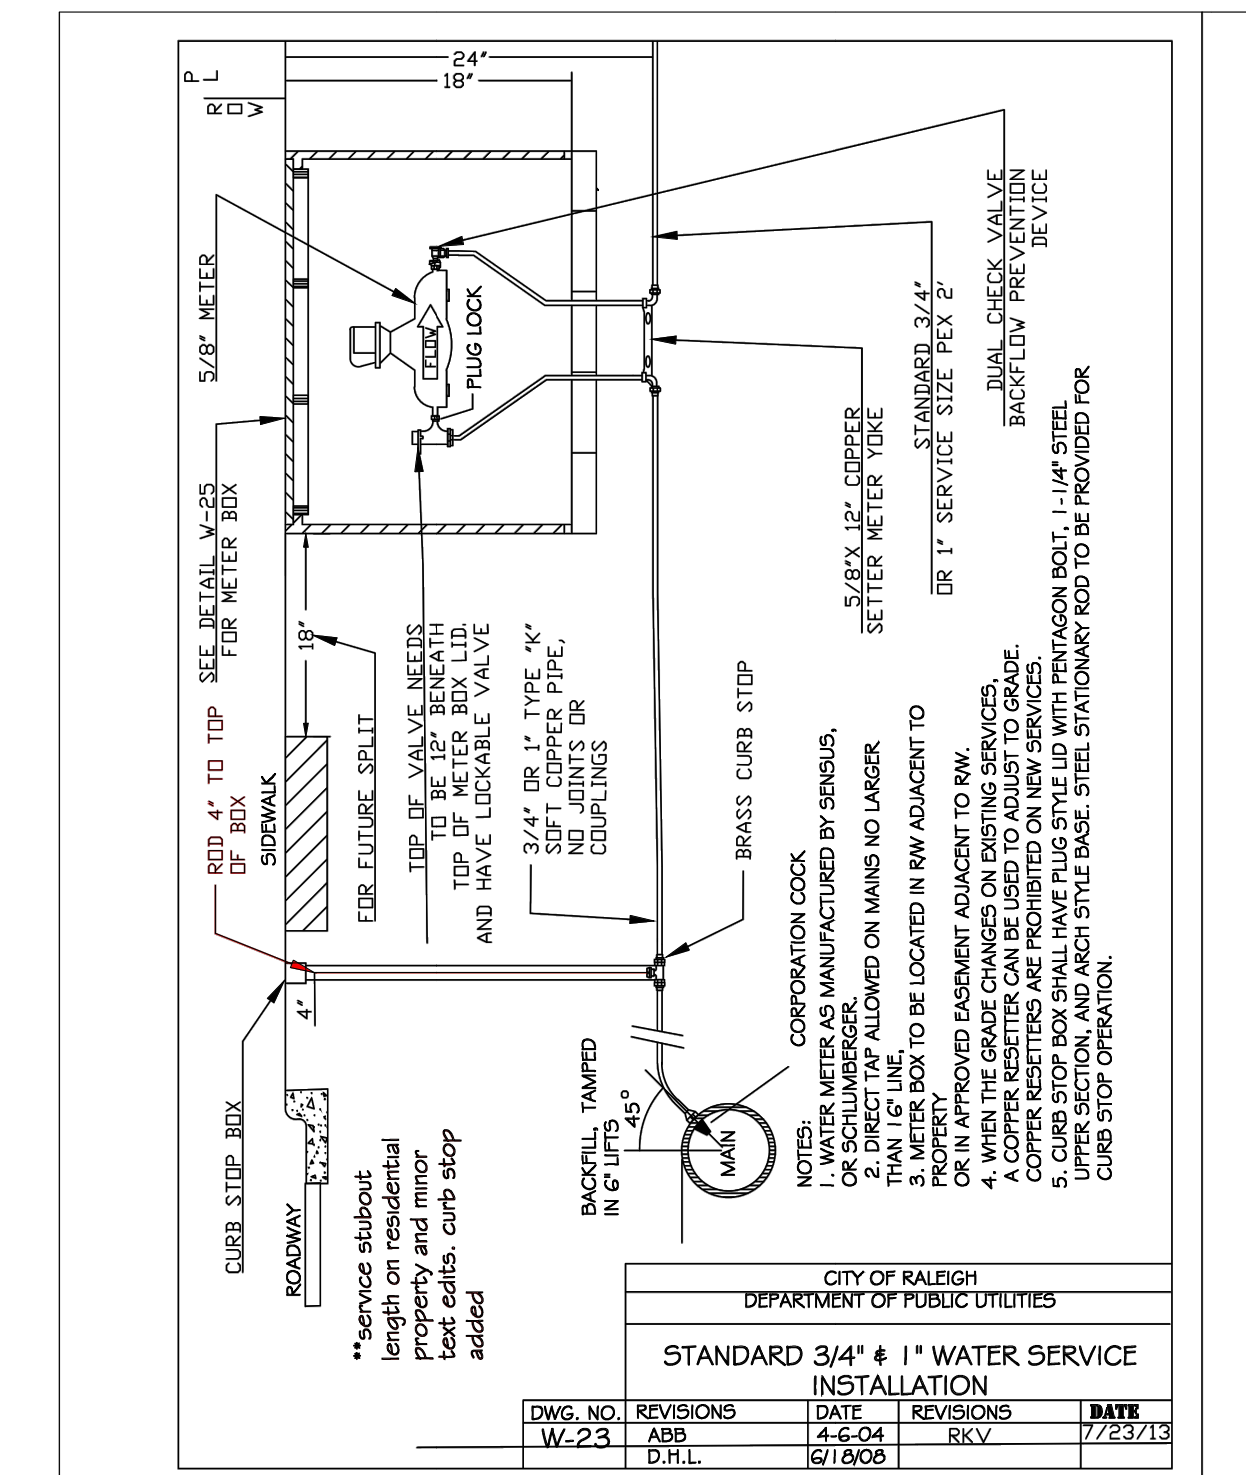 24"
18"
P
L
R
O
W
5/8" METER
SEE DETAIL W-25
FOR METER BOX
ROD 4" TO TOP
OF BOX
SIDEWALK
CURB STOP BOX
ROADWAY
4"
18"
FOR FUTURE SPLIT
FLOW
PLUG LOCK
TOP OF VALVE NEEDS
TO BE 12" BENEATH
TOP OF METER BOX LID.
AND HAVE LOCKABLE VALVE
3/4" OR 1" TYPE "K"
SOFT COPPER PIPE,
NO JOINTS OR
COUPLINGS
BRASS CURB STOP
5/8"X 12" COPPER
SETTER METER YOKE
STANDARD 3/4"
OR 1" SERVICE SIZE PEX 2'
DUAL CHECK VALVE
BACKFLOW PREVENTION
DEVICE
BACKFILL, TAMPED
IN 6" LIFTS
45°
MAIN
CORPORATION COCK
**service stubout
length on residential
property and minor
text edits. curb stop
added
NOTES:
1. WATER METER AS MANUFACTURED BY SENSUS,
OR SCHLUMBERGER.
2. DIRECT TAP ALLOWED ON MAINS NO LARGER
THAN 16" LINE,
3. METER BOX TO BE LOCATED IN R/W ADJACENT TO
PROPERTY
OR IN APPROVED EASEMENT ADJACENT TO R/W.
4. WHEN THE GRADE CHANGES ON EXISTING SERVICES,
A COPPER RESETTER CAN BE USED TO ADJUST TO GRADE.
COPPER RESETTERS ARE PROHIBITED ON NEW SERVICES.
5. CURB STOP BOX SHALL HAVE PLUG STYLE LID WITH PENTAGON BOLT, 1-1/4" STEEL
UPPER SECTION, AND ARCH STYLE BASE. STEEL STATIONARY ROD TO BE PROVIDED FOR
CURB STOP OPERATION.
CITY OF RALEIGH
DEPARTMENT OF PUBLIC UTILITIES
STANDARD 3/4" & 1" WATER SERVICE
INSTALLATION
DWG. NO. REVISIONS DATE REVISIONS DATE
W-23 ABB 4-6-04 RKV 7/23/13
D.H.L. 6/18/08